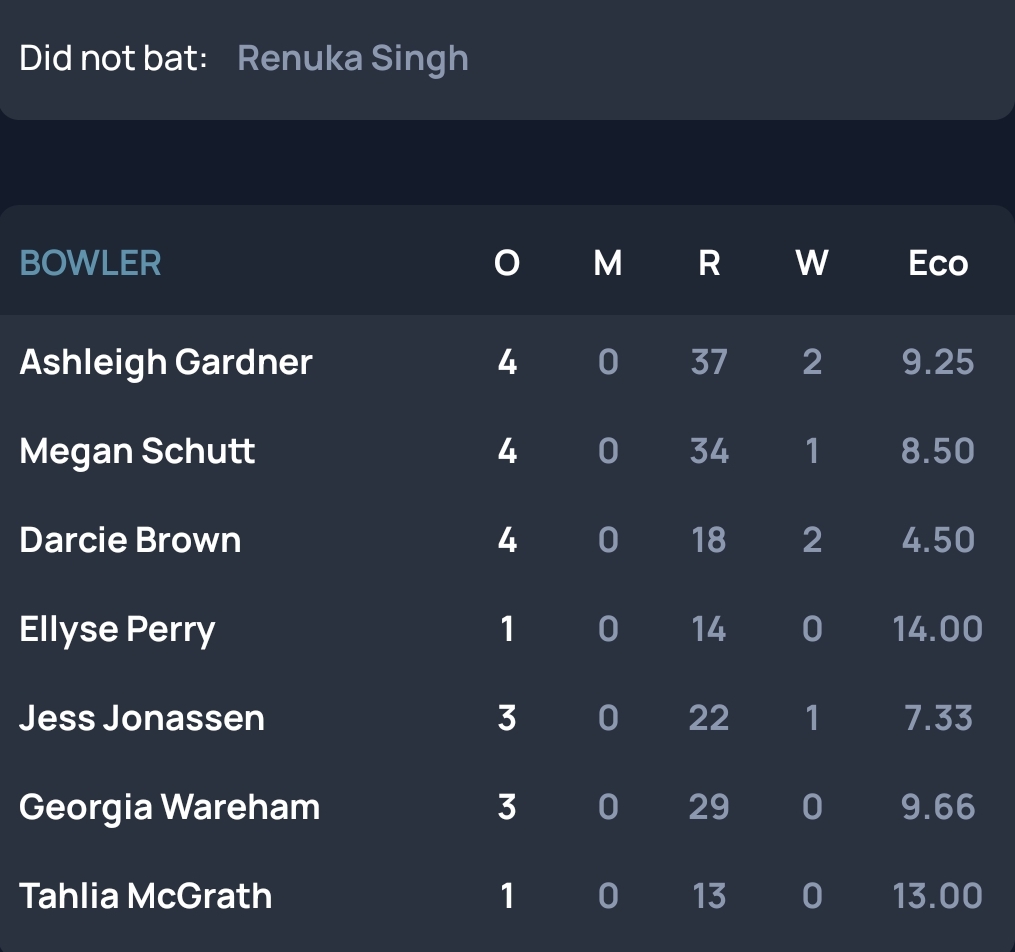 Did not bat: Renuka Singh
BOWLER O M R W Eco
Ashleigh Gardner 4 0 37 2 9.25
Megan Schutt 4 0 34 1 8.50
Darcie Brown 4 0 18 2 4.50
Ellyse Perry 1 0 14 0 14.00
Jess Jonassen 3 0 22 1 7.33
Georgia Wareham 3 0 29 0 9.66
Tahlia McGrath 1 0 13 0 13.00